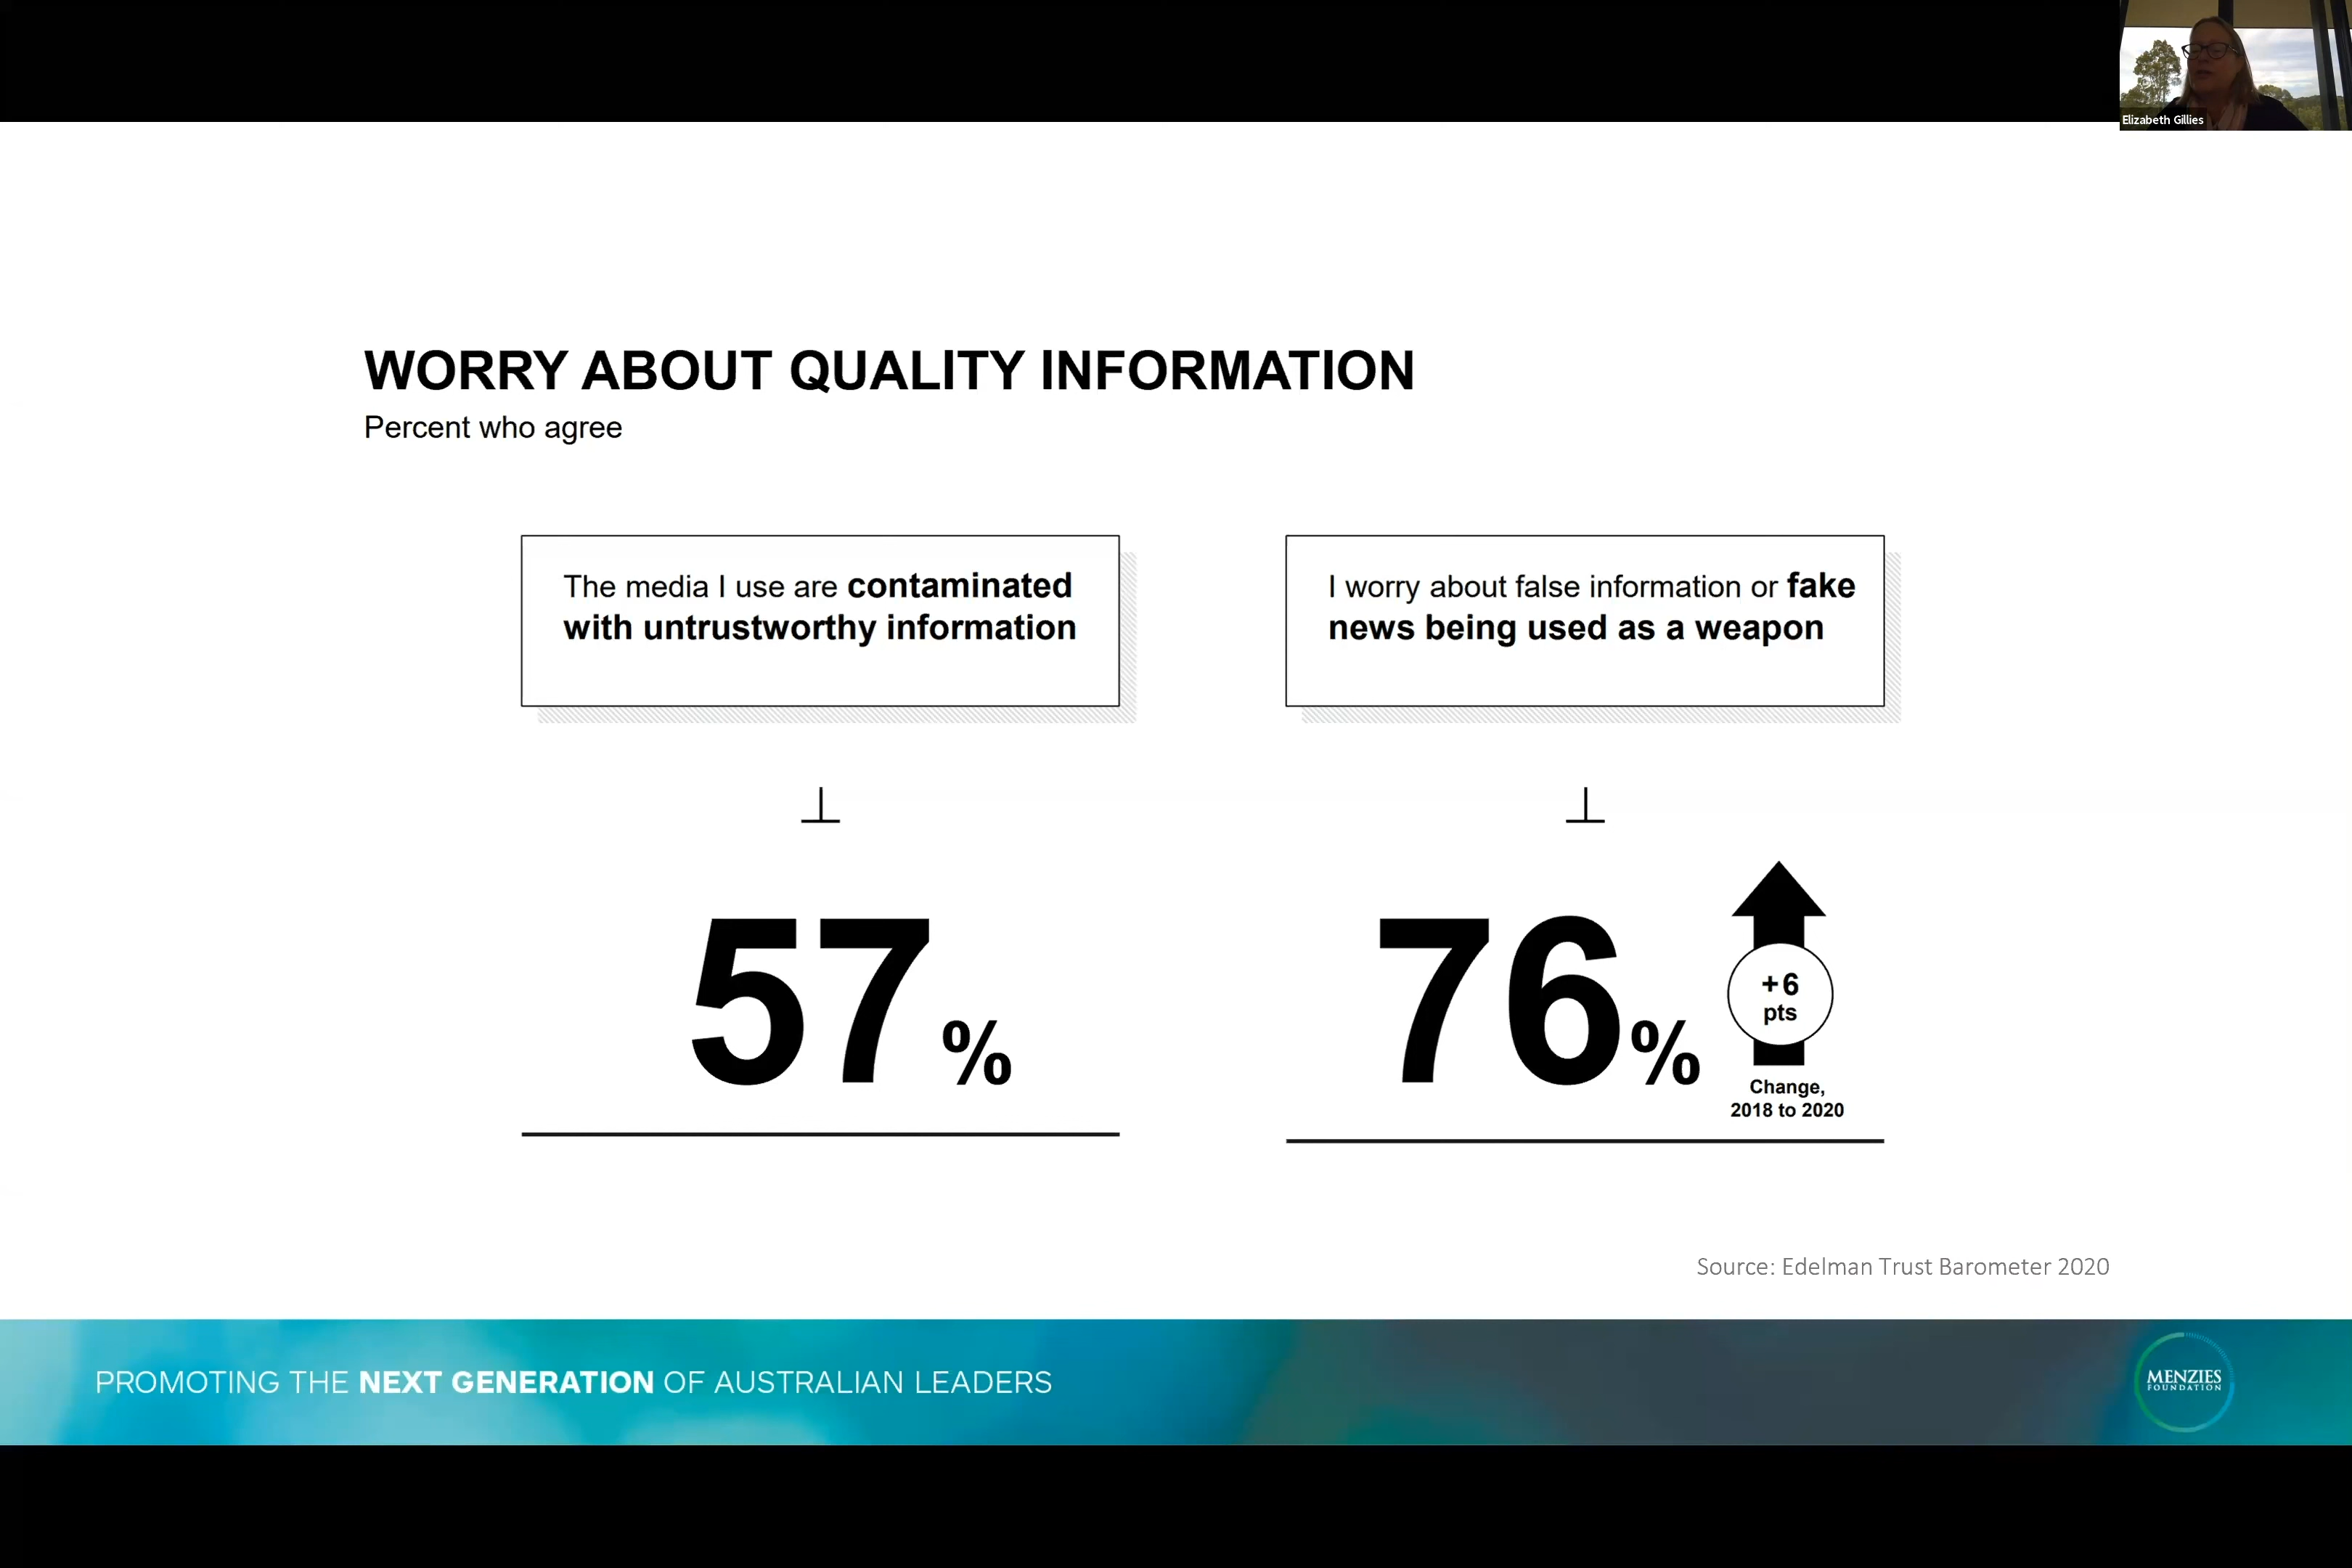 Elizabeth Gillies
WORRY ABOUT QUALITY INFORMATION
Percent who agree
The media I use are contaminated
with untrustworthy information
I worry about false information or fake
news being used as a weapon
57%
76%
+6
pts
Change,
2018 to 2020
Source: Edelman Trust Barometer 2020
PROMOTING THE NEXT GENERATION OF AUSTRALIAN LEADERS
MENZIES
FOUNDATION